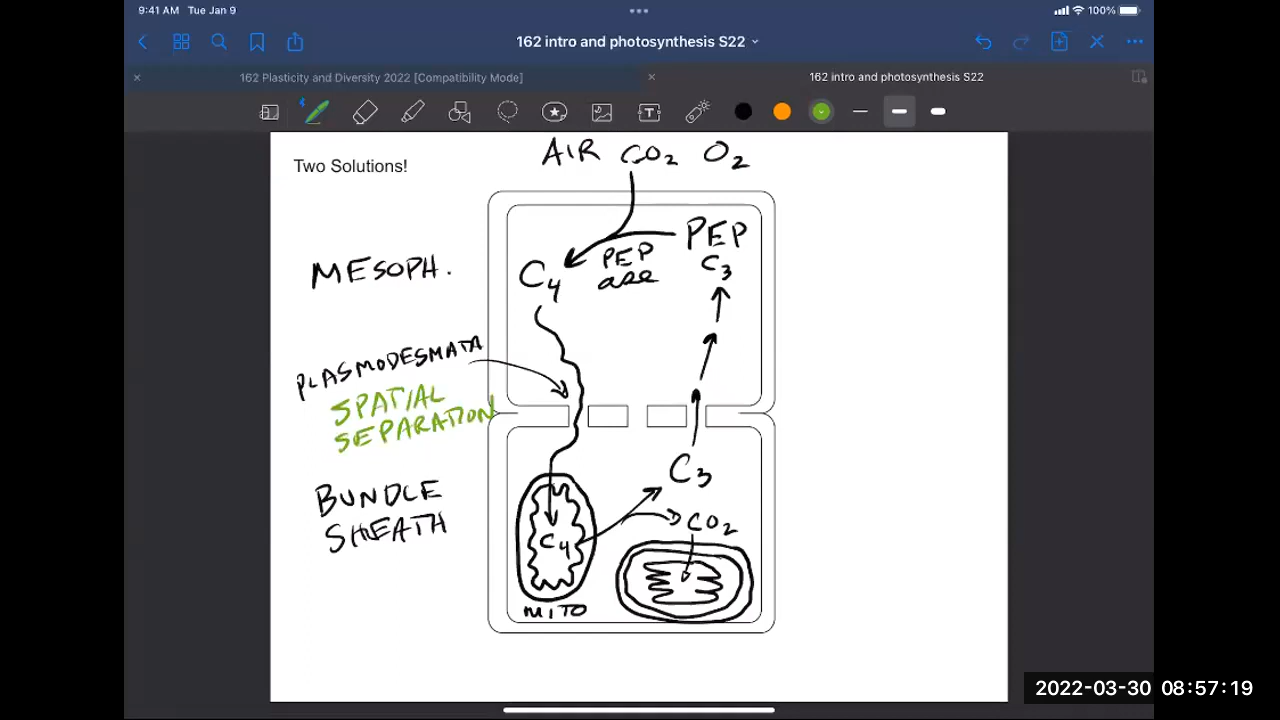 9:41 AM Tue Jan 9
100%
162 intro and photosynthesis S22
162 Plasticity and Diversity 2022 [Compatibility Mode]
162 intro and photosynthesis S22
Two Solutions!
AIR CO₂ O₂
PEP
C₃
PEP
ase
C₄
MESOPH.
PLASMODESMATA
SPATIAL
SEPARATION
C₃
BUNDLE
SHEATH
CO₂
C₄
MITO
2022-03-30 08:57:19